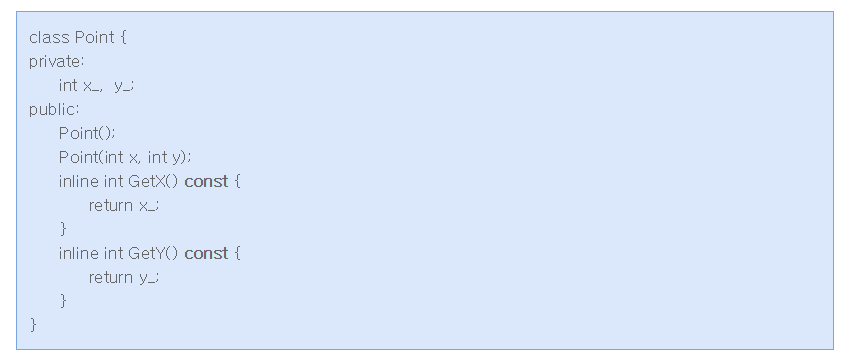 class Point {
private:
int x_, y_;
public:
Point();
Point(int x, int y);
inline int GetX() const {
return x_;
}
inline int GetY() const {
return y_;
}
}